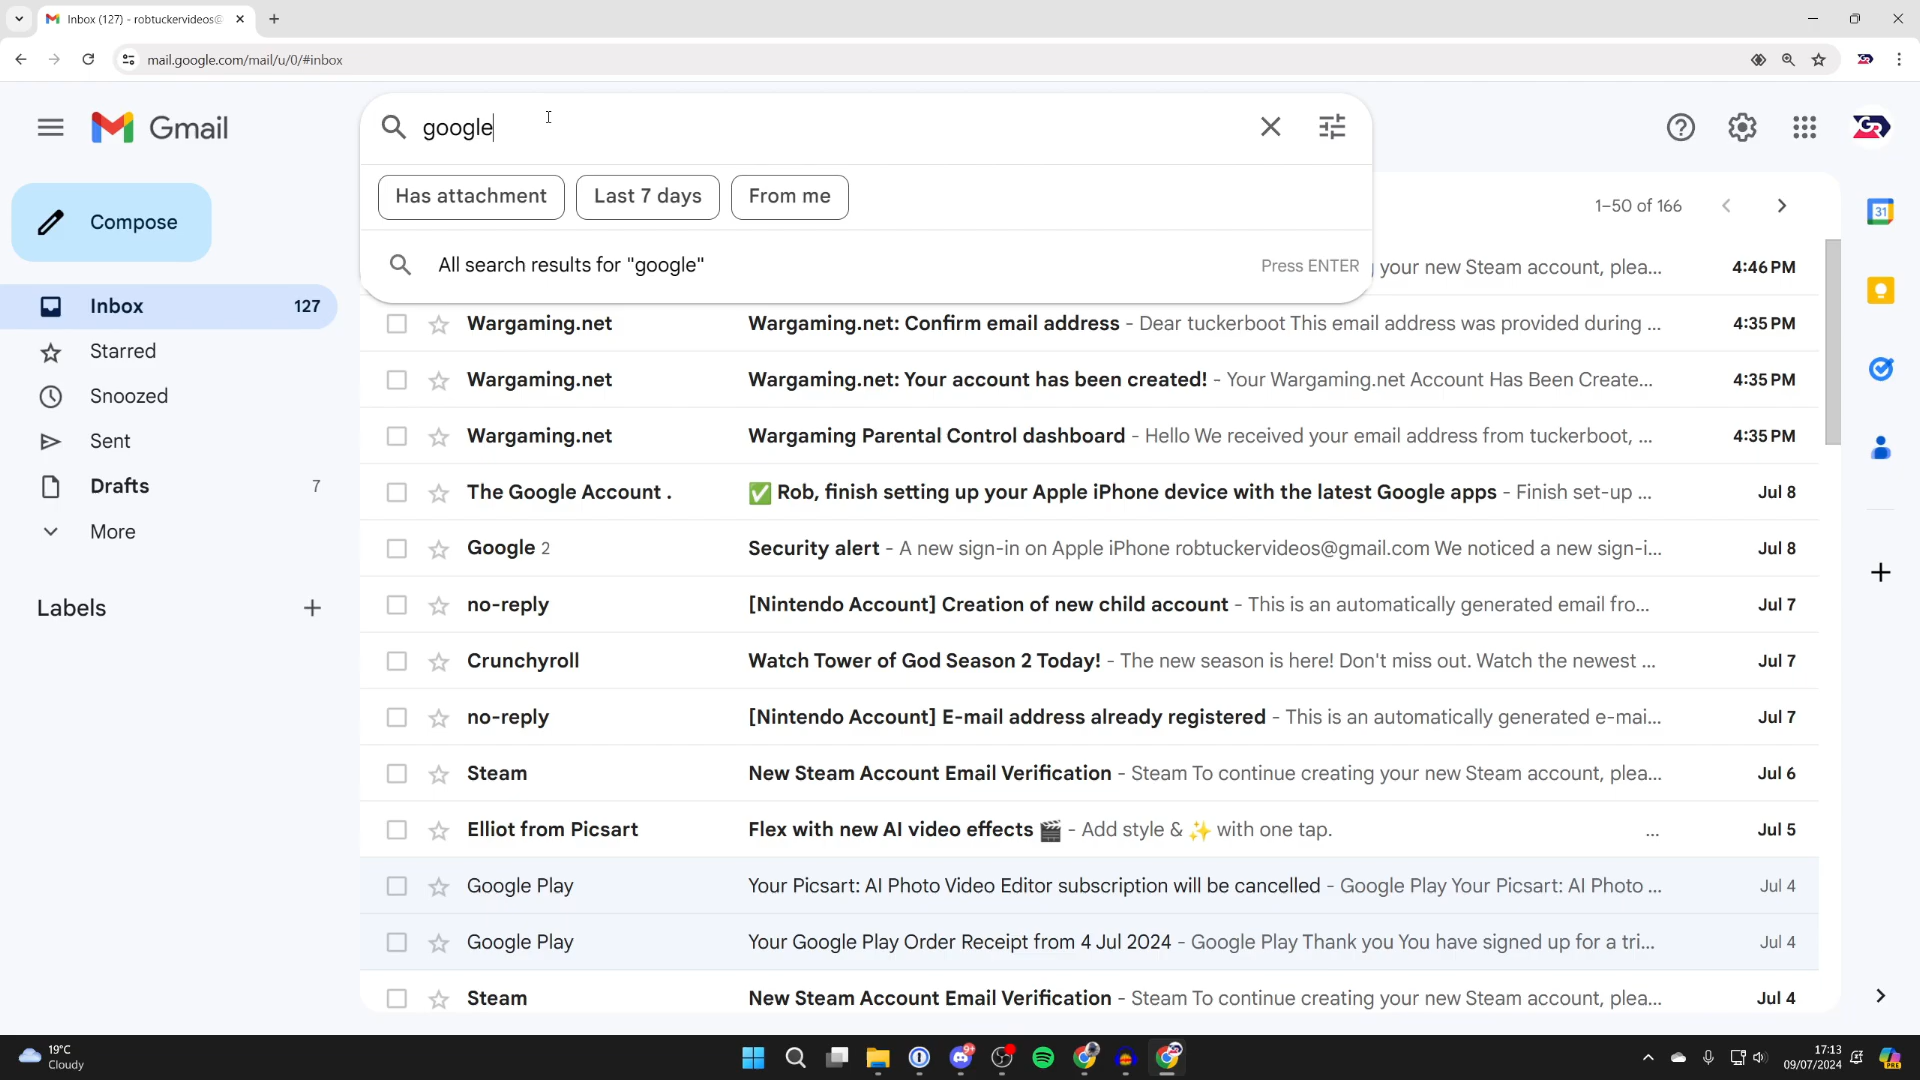 Inbox (127) - robtuckervideos@
mail.google.com/mail/u/0/#inbox
Gmail
google
Has attachment Last 7 days From me
1–50 of 166
Compose
All search results for "google" Press ENTER
your new Steam account, plea... 4:46 PM
Inbox 127
Wargaming.net Wargaming.net: Confirm email address - Dear tuckerboot This email address was provided during ... 4:35 PM
Starred
Wargaming.net Wargaming.net: Your account has been created! - Your Wargaming.net Account Has Been Create... 4:35 PM
Snoozed
Wargaming.net Wargaming Parental Control dashboard - Hello We received your email address from tuckerboot, ... 4:35 PM
Sent
Drafts 7
The Google Account . ✅ Rob, finish setting up your Apple iPhone device with the latest Google apps - Finish set-up ... Jul 8
More
Google 2 Security alert - A new sign-in on Apple iPhone robtuckervideos@gmail.com We noticed a new sign-i... Jul 8
Labels
no-reply [Nintendo Account] Creation of new child account - This is an automatically generated email fro... Jul 7
Crunchyroll Watch Tower of God Season 2 Today! - The new season is here! Don't miss out. Watch the newest ... Jul 7
no-reply [Nintendo Account] E-mail address already registered - This is an automatically generated e-mai... Jul 7
Steam New Steam Account Email Verification - Steam To continue creating your new Steam account, plea... Jul 6
Elliot from Picsart Flex with new AI video effects 🎬 - Add style & ✨ with one tap. ... Jul 5
Google Play Your Picsart: AI Photo Video Editor subscription will be cancelled - Google Play Your Picsart: AI Photo ... Jul 4
Google Play Your Google Play Order Receipt from 4 Jul 2024 - Google Play Thank you You have signed up for a tri... Jul 4
Steam New Steam Account Email Verification - Steam To continue creating your new Steam account, plea... Jul 4
31
19°C
Cloudy
9+
17:13
09/07/2024
PRE